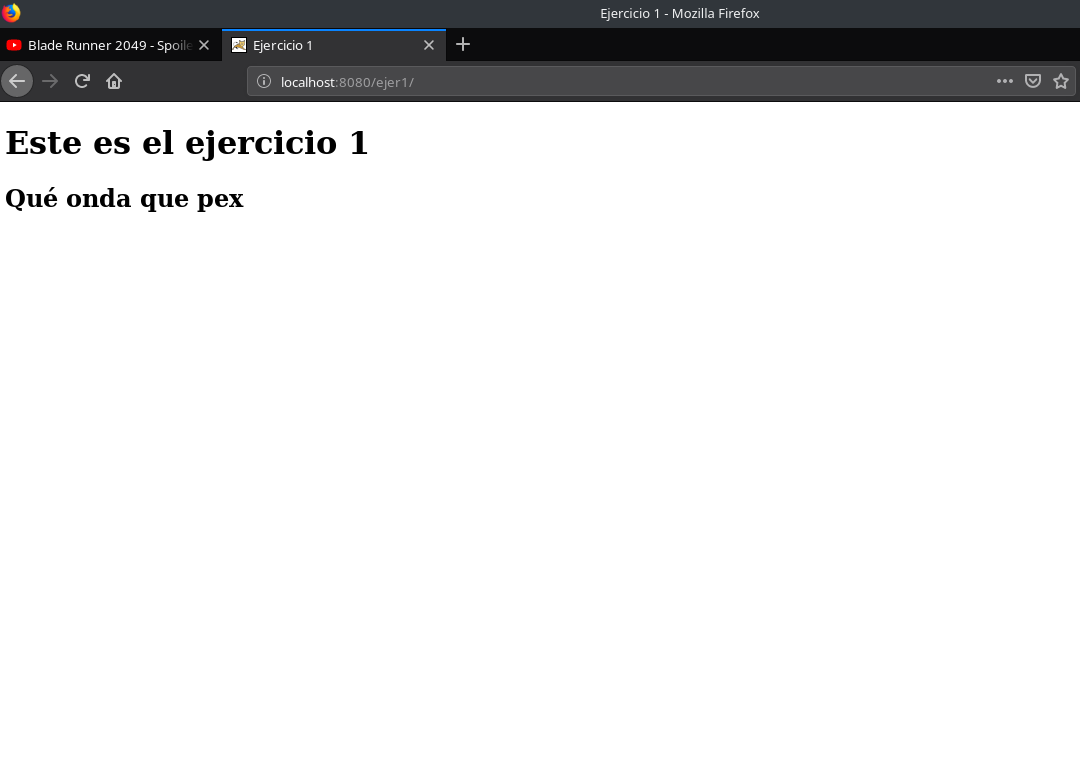 Ejercicio 1 - Mozilla Firefox
Blade Runner 2049 - Spoile
Ejercicio 1
localhost:8080/ejer1/
Este es el ejercicio 1
Qué onda que pex